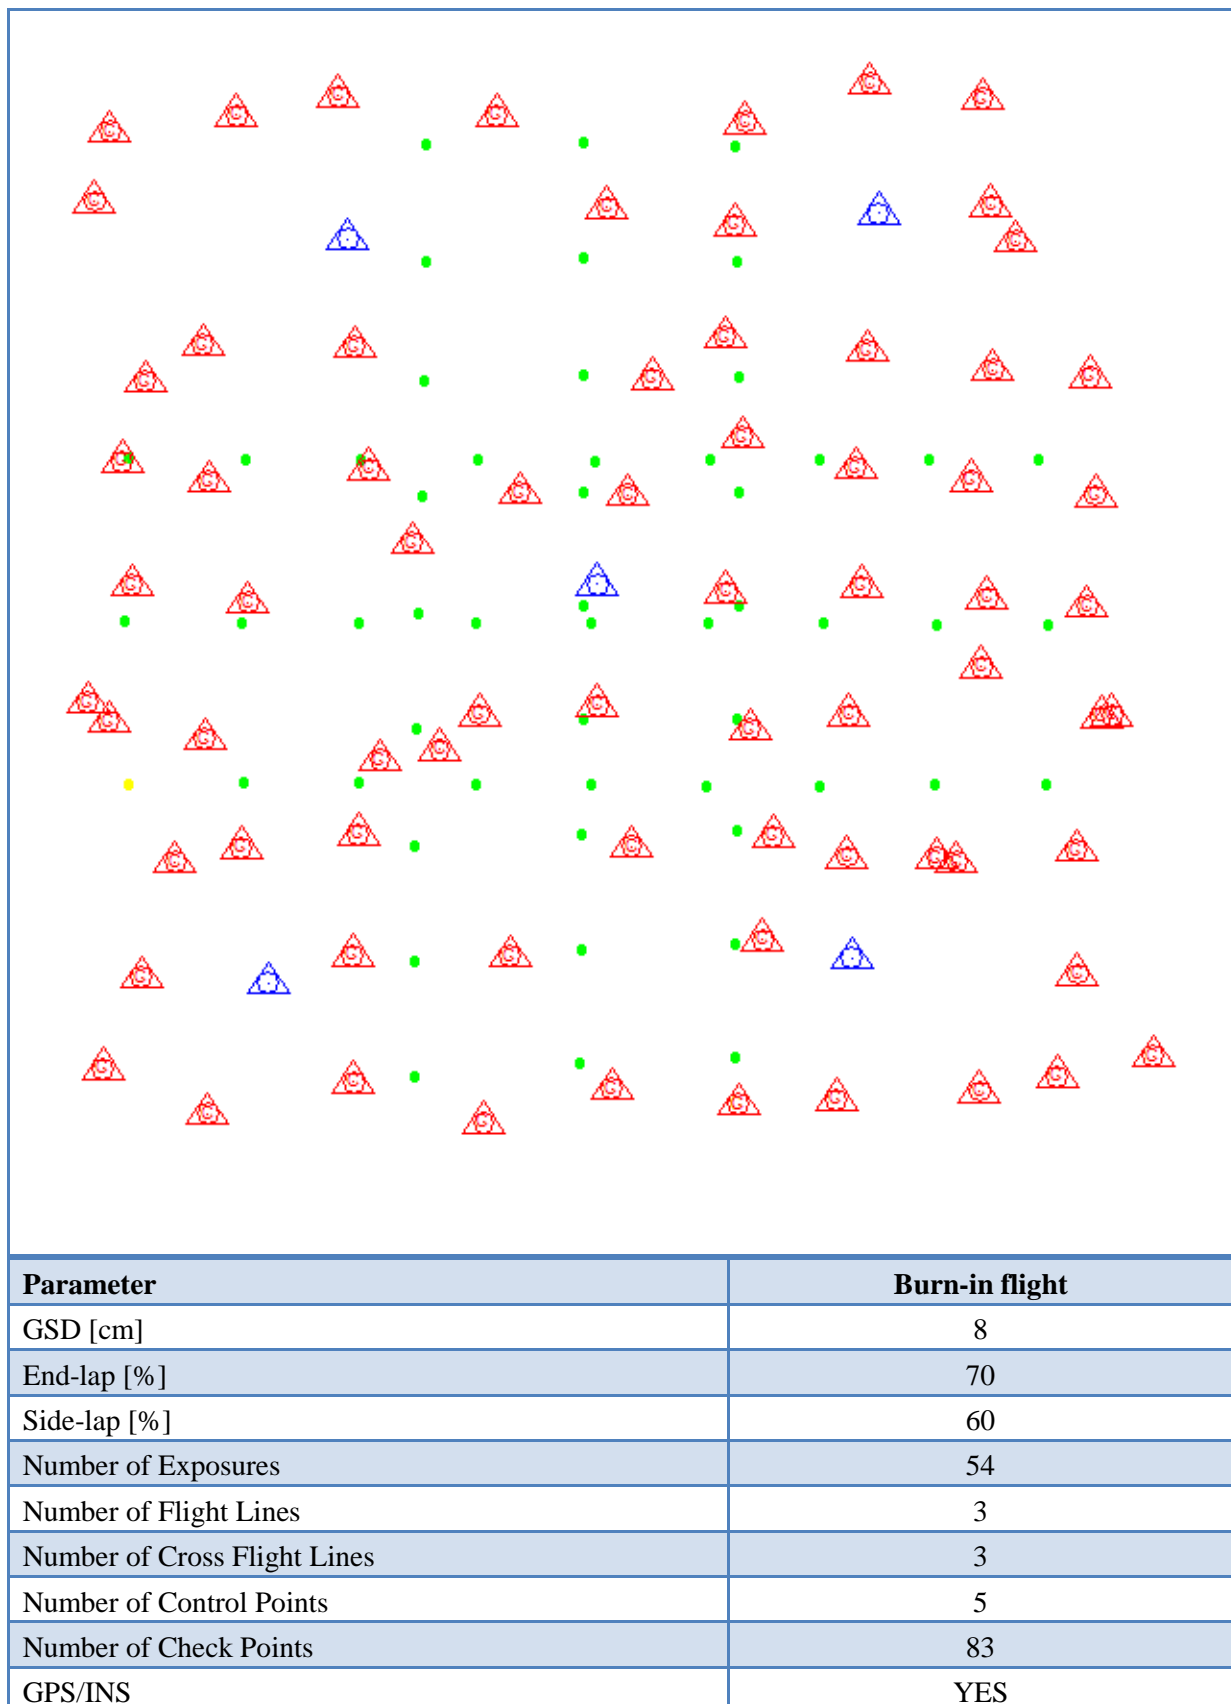 Parameter Burn-in flight
GSD [cm] 8
End-lap [%] 70
Side-lap [%] 60
Number of Exposures 54
Number of Flight Lines 3
Number of Cross Flight Lines 3
Number of Control Points 5
Number of Check Points 83
GPS/INS YES